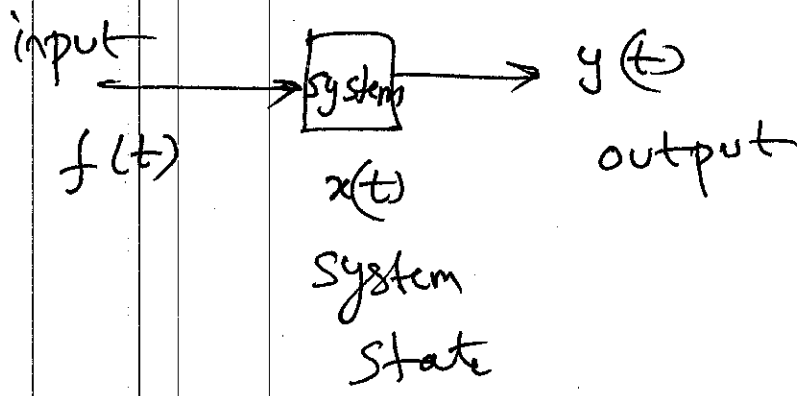 input
f(t)
system
x(t)
System
State
y(t)
output